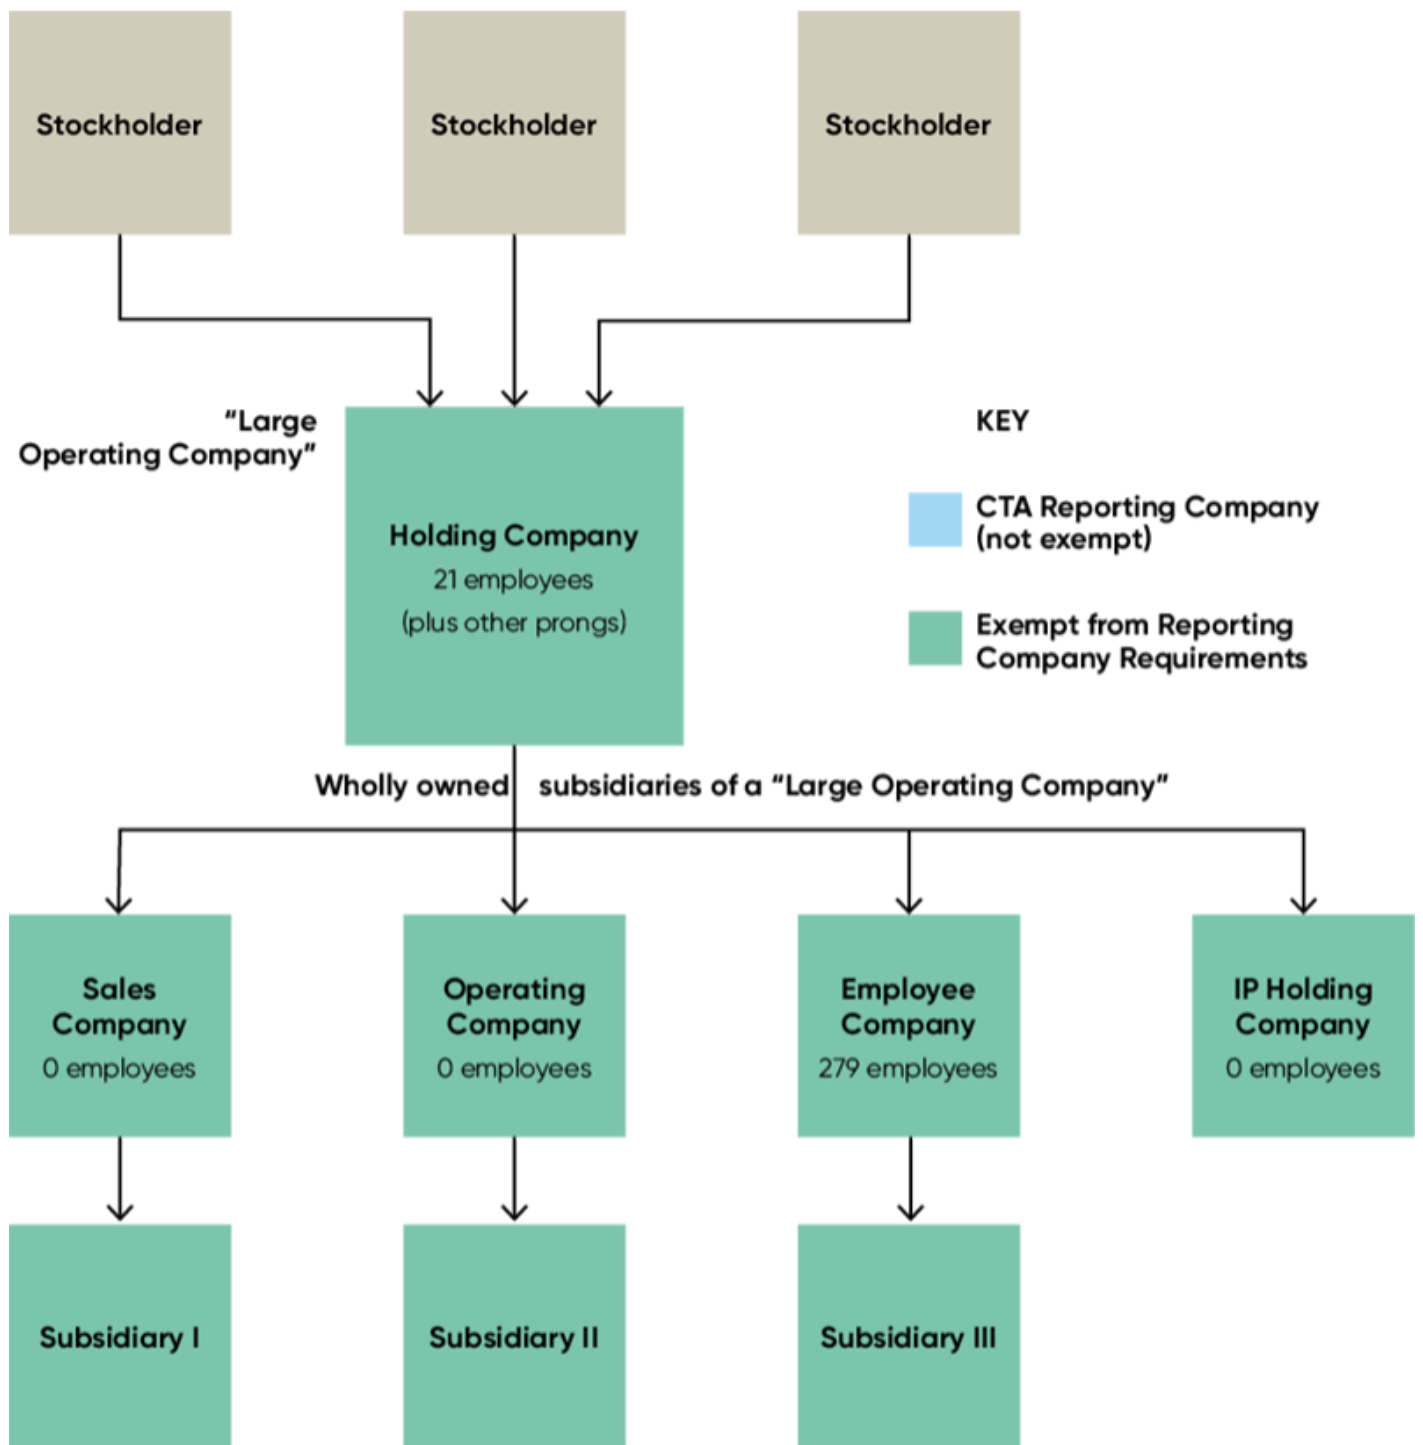 Stockholder
Stockholder
Stockholder
“Large
Operating Company”
Holding Company
21 employees
(plus other prongs)
KEY
CTA Reporting Company
(not exempt)
Exempt from Reporting
Company Requirements
Wholly owned subsidiaries of a “Large Operating Company”
Sales
Company
0 employees
Operating
Company
0 employees
Employee
Company
279 employees
IP Holding
Company
0 employees
Subsidiary I
Subsidiary II
Subsidiary III